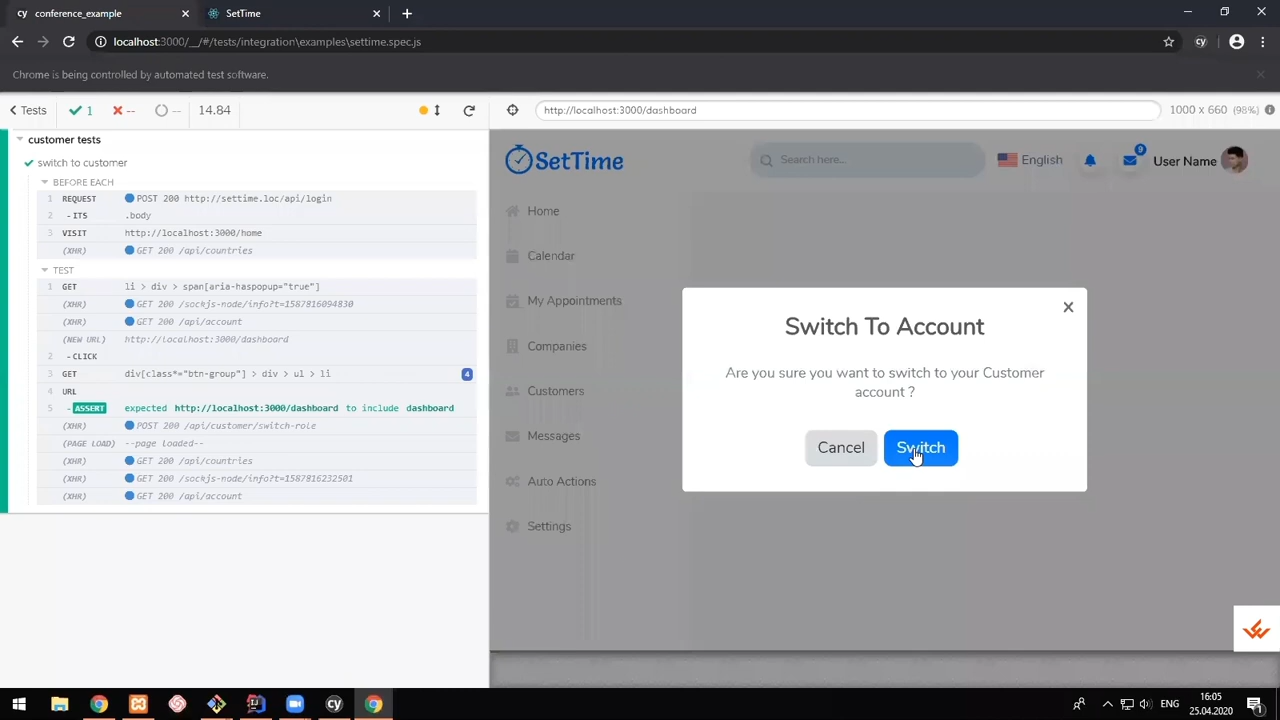 conference_example
SetTime
localhost:3000/__/#/tests/integration\examples\settime.spec.js
Chrome is being controlled by automated test software.
Tests
1
--
--
14.84
http://localhost:3000/dashboard
1000 x 660 (98%)
customer tests
switch to customer
BEFORE EACH
1 REQUEST POST 200 http://settime.loc/api/login
2 - ITS .body
3 VISIT http://localhost:3000/home
(XHR) GET 200 /api/countries
TEST
1 GET li > div > span[aria-haspopup="true"]
(XHR) GET 200 /sockjs-node/info?t=1587816094830
(XHR) GET 200 /api/account
(NEW URL) http://localhost:3000/dashboard
2 - CLICK
3 GET div[class*="btn-group"] > div > ul > li 4
4 URL
5 - ASSERT expected http://localhost:3000/dashboard to include dashboard
(XHR) POST 200 /api/customer/switch-role
(PAGE LOAD) --page loaded--
(XHR) GET 200 /api/countries
(XHR) GET 200 /sockjs-node/info?t=1587816232501
(XHR) GET 200 /api/account
SetTime
Search here...
English
9
User Name
Home
Calendar
My Appointments
Companies
Customers
Messages
Auto Actions
Settings
Switch To Account
Are you sure you want to switch to your Customer
account ?
Cancel
Switch
cy
cy
cy
ENG
16:05
25.04.2020
1